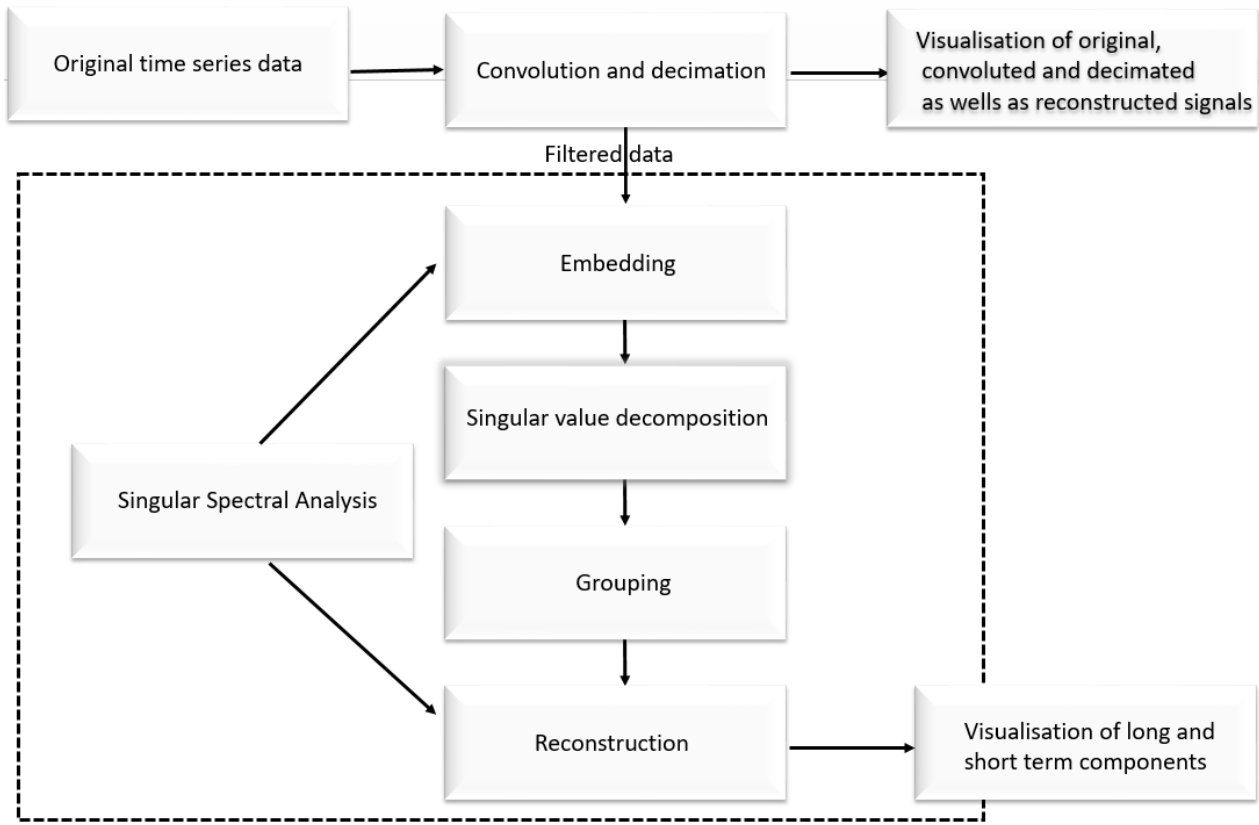 Original time series data
Convolution and decimation
Visualisation of original,
convoluted and decimated
as wells as reconstructed signals
Filtered data
Embedding
Singular value decomposition
Singular Spectral Analysis
Grouping
Reconstruction
Visualisation of long and
short term components